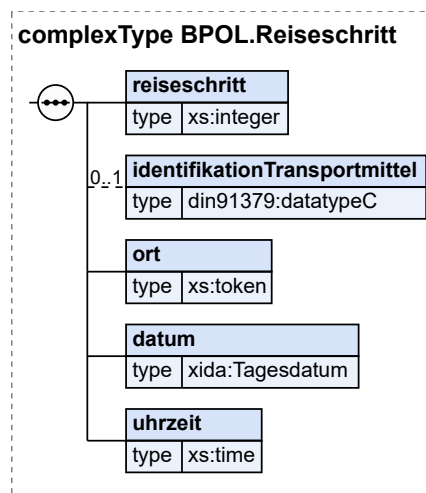 complexType BPOL.Reiseschritt
reiseschritt
type xs:integer
0..1
identifikationTransportmittel
type din91379:datatypeC
ort
type xs:token
datum
type xida:Tagesdatum
uhrzeit
type xs:time